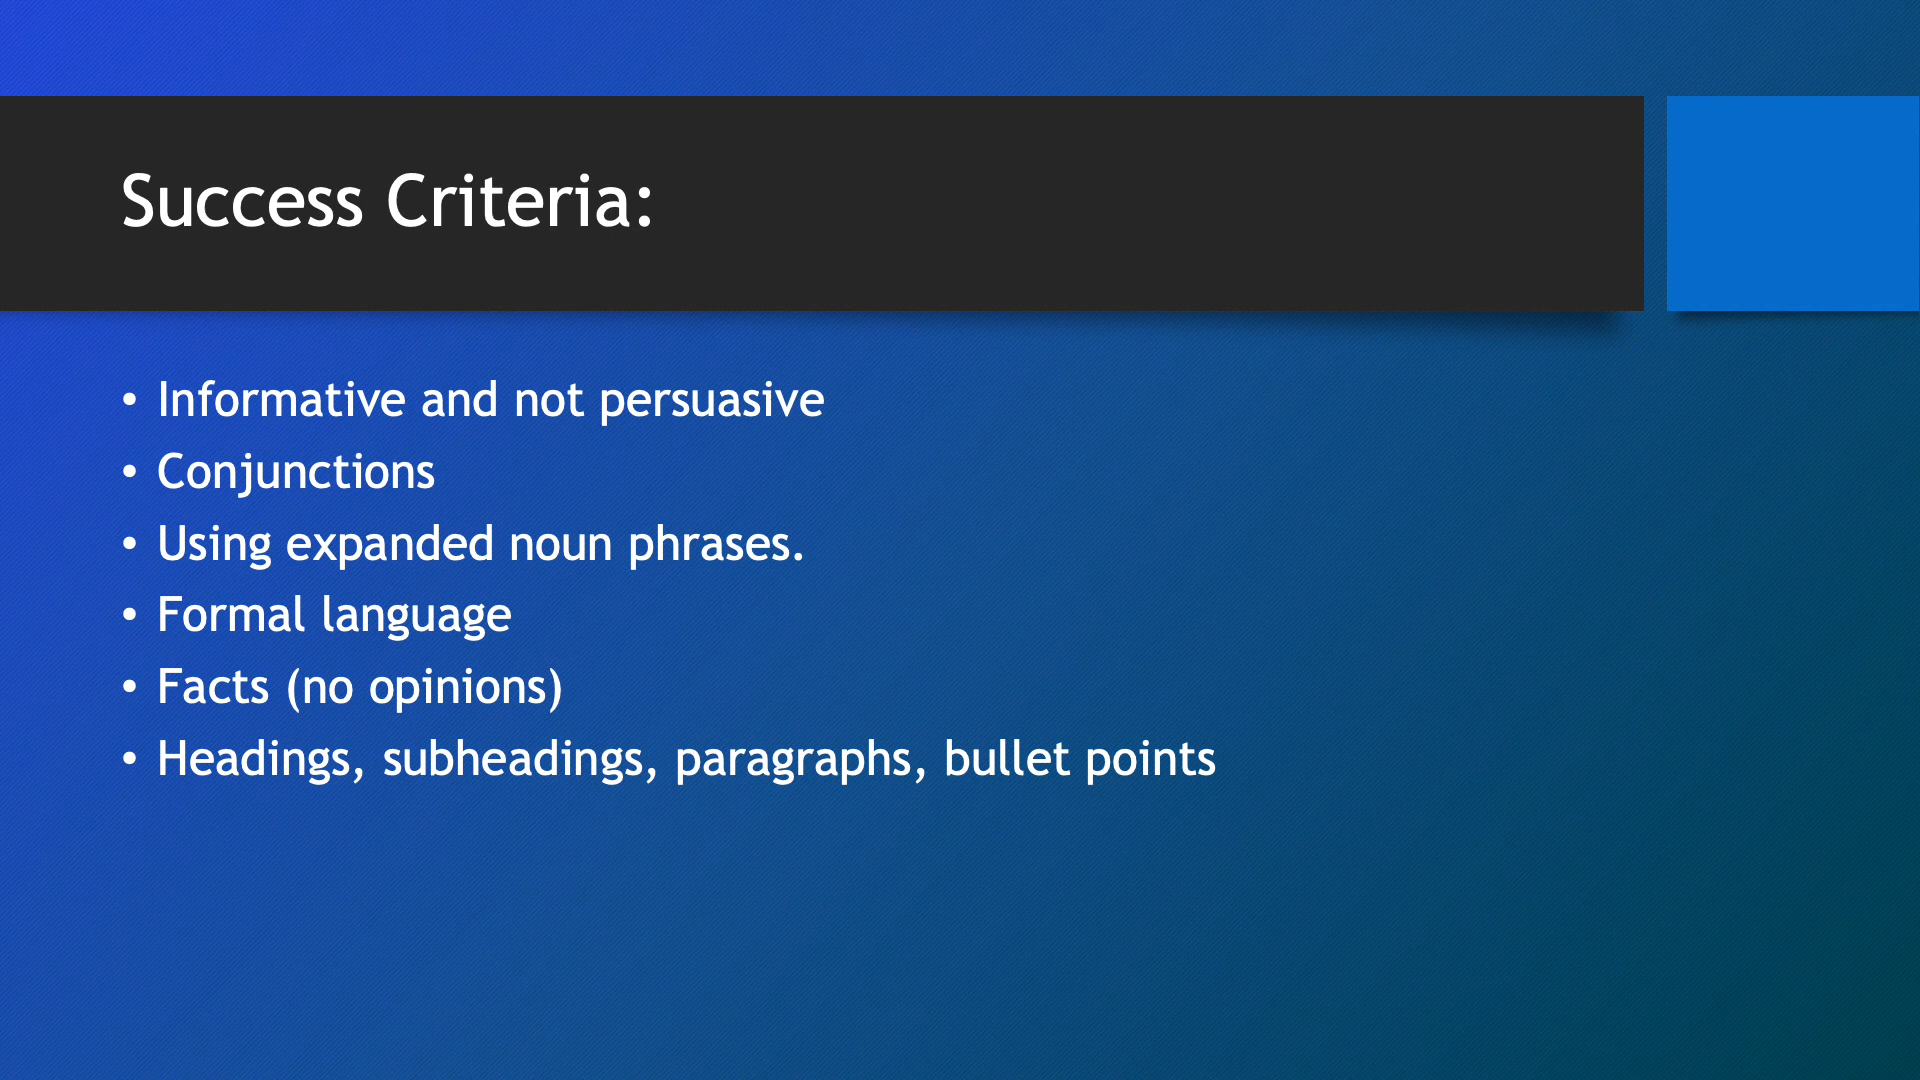 Success Criteria:
• Informative and not persuasive
• Conjunctions
• Using expanded noun phrases.
• Formal language
• Facts (no opinions)
• Headings, subheadings, paragraphs, bullet points